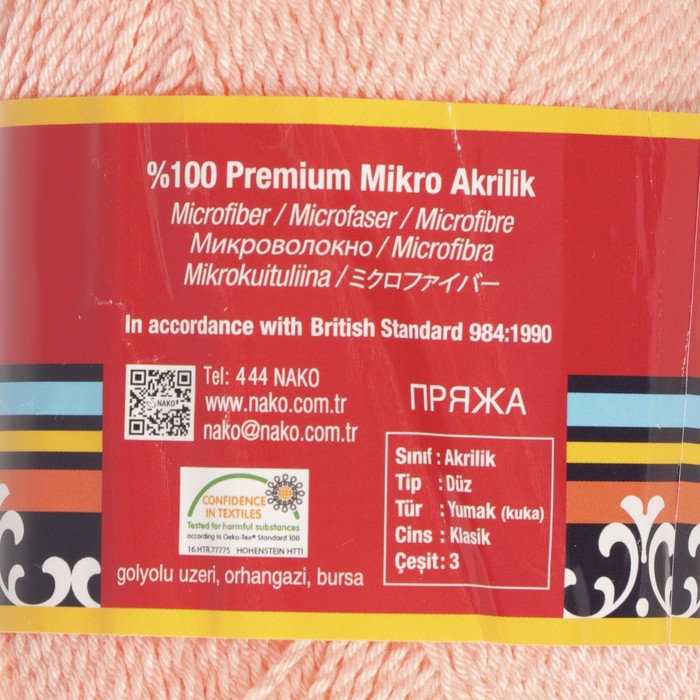 %100 Premium Mikro Akrilik
Microfiber / Microfaser / Microfibre
Микроволокно / Microfibra
Mikrokuituliina / ミクロファイバー
In accordance with British Standard 984:1990
NAKO
Tel: 444 NAKO
www.nako.com.tr
nako@nako.com.tr
CONFIDENCE
IN TEXTILES
Tested for harmful substances
according to Oeko-Tex® Standard 100
16.HTR.77775 HOHENSTEIN HTTI
golyolu uzeri, orhangazi, bursa
ПРЯЖА
Sınıf : Akrilik
Tip : Düz
Tür : Yumak (kuka)
Cins : Klasik
Çeşit : 3